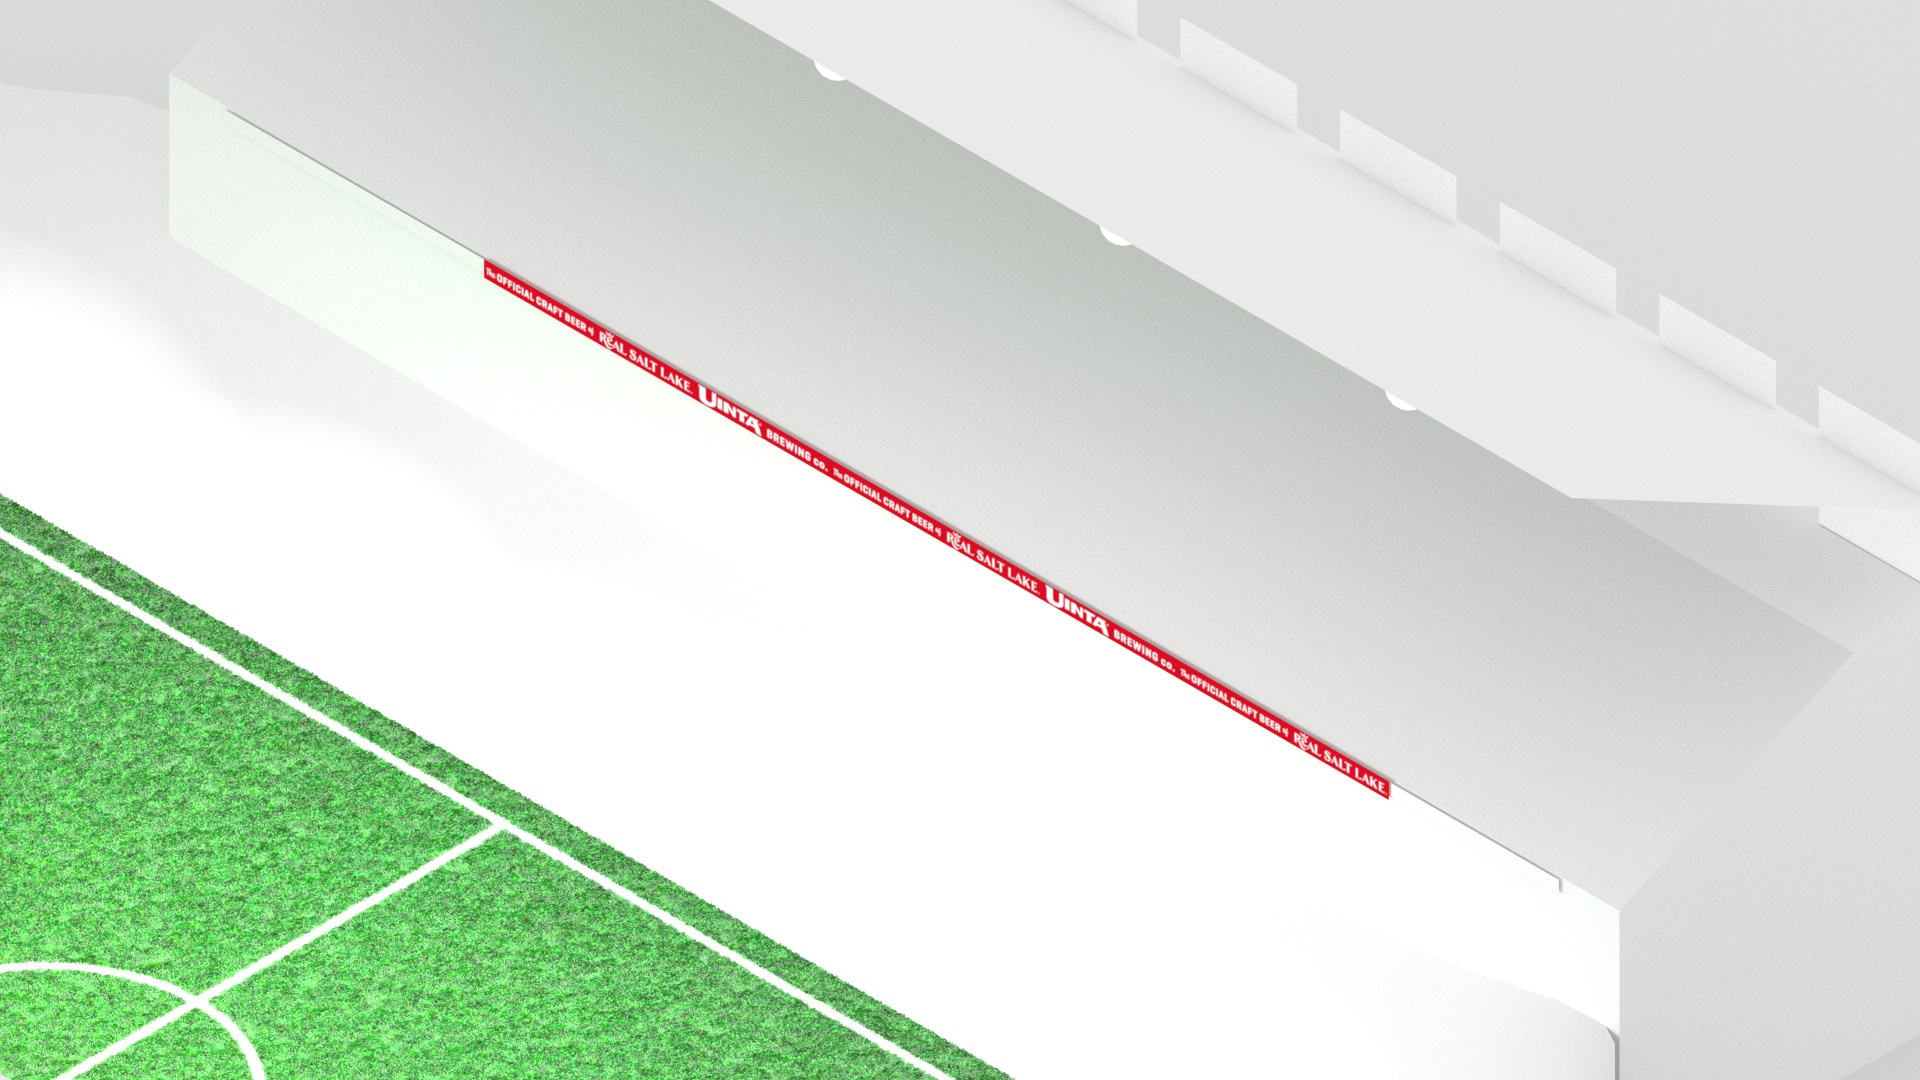 The OFFICIAL CRAFT BEER of REAL SALT LAKE. UINTA BREWING CO. The OFFICIAL CRAFT BEER of REAL SALT LAKE. UINTA BREWING CO. The OFFICIAL CRAFT BEER of REAL SALT LAKE.